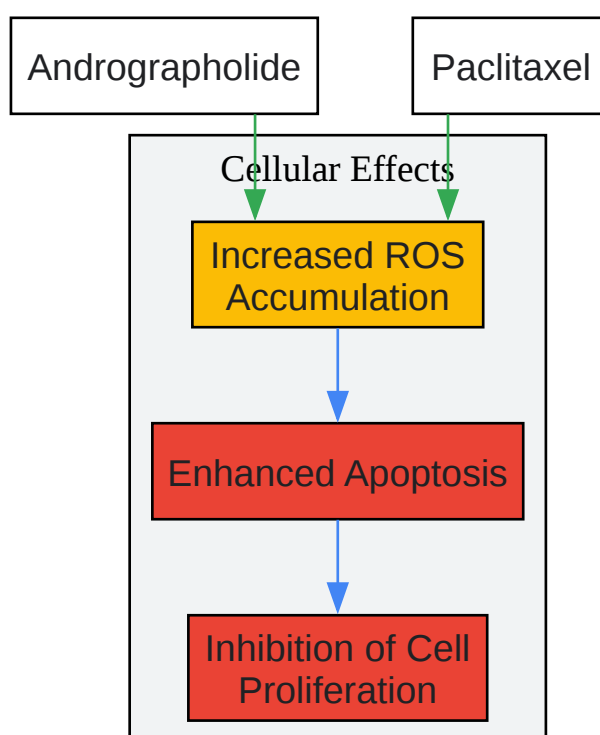 Andrographolide
Paclitaxel
Cellular Effects
Increased ROS
Accumulation
Enhanced Apoptosis
Inhibition of Cell
Proliferation